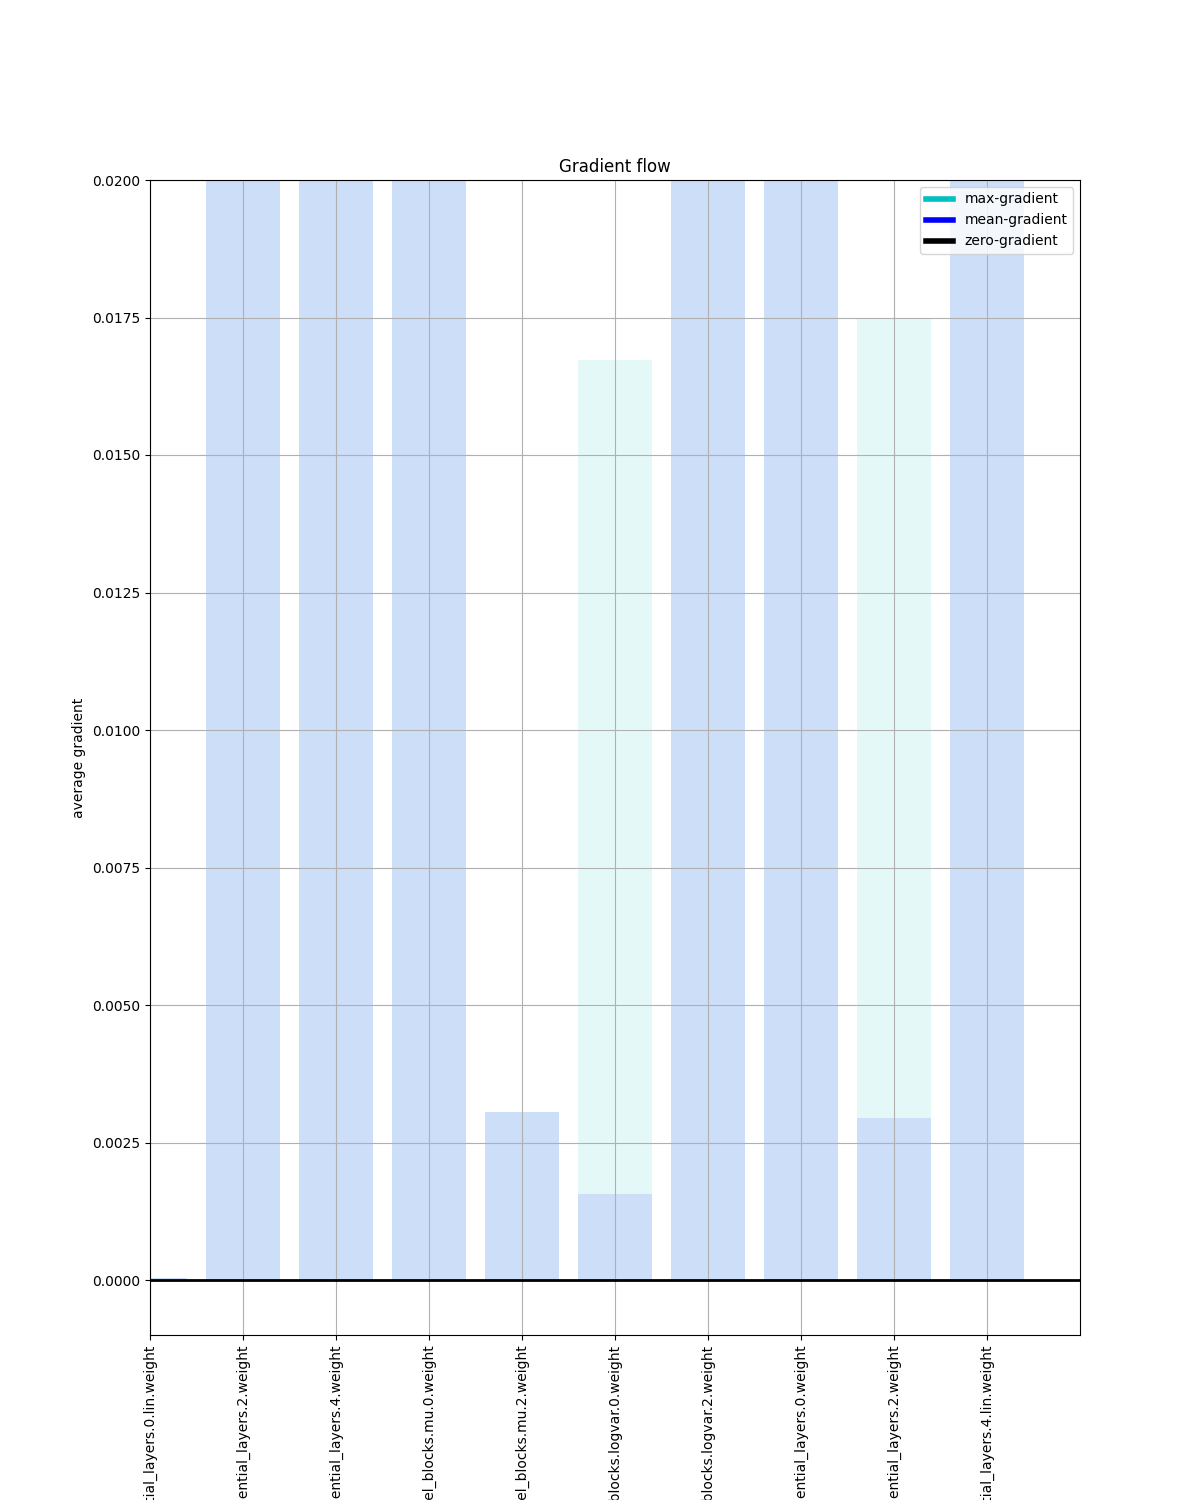 Gradient flow
max-gradient
mean-gradient
zero-gradient
0.0200
0.0175
0.0150
0.0125
0.0100
0.0075
0.0050
0.0025
0.0000
average gradient
tial_layers.0.lin.weight
ential_layers.2.weight
ential_layers.4.weight
el_blocks.mu.0.weight
el_blocks.mu.2.weight
blocks.logvar.0.weight
blocks.logvar.2.weight
ential_layers.0.weight
ential_layers.2.weight
tial_layers.4.lin.weight